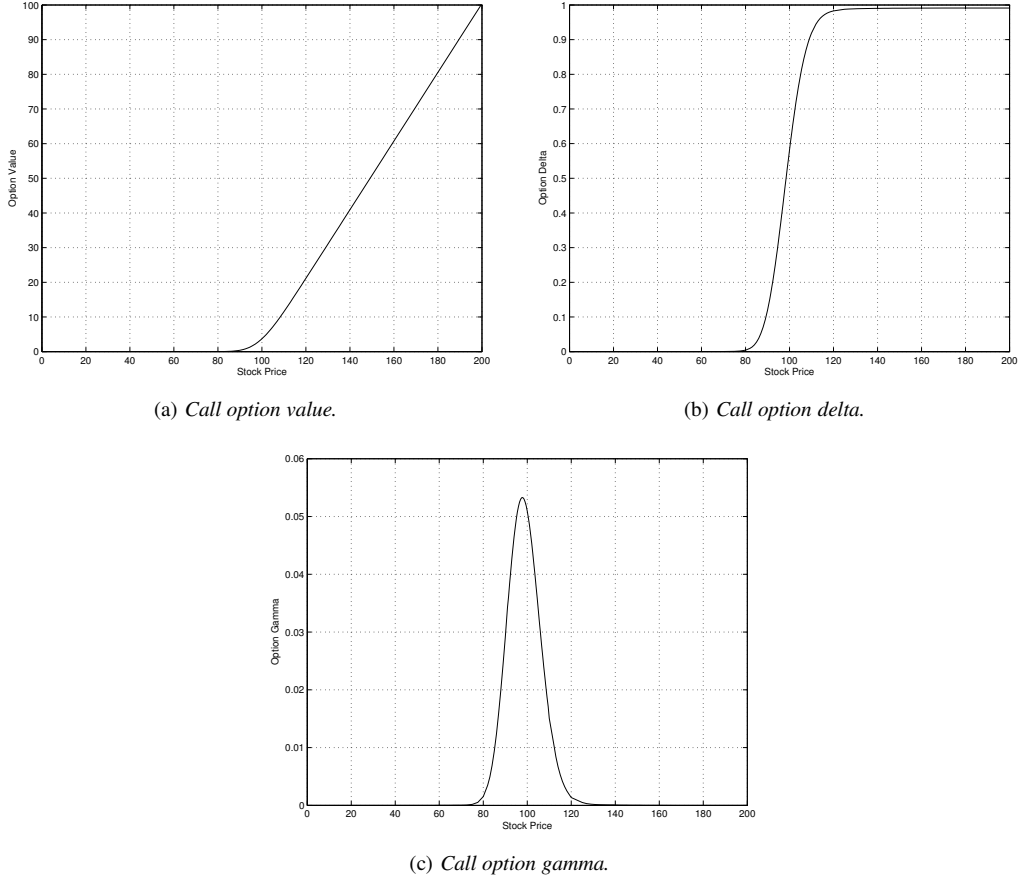 100
90
80
70
60
50
40
30
20
10
0
Option Value
0 20 40 60 80 100 120 140 160 180 200
Stock Price
(a) Call option value.
1
0.9
0.8
0.7
0.6
0.5
0.4
0.3
0.2
0.1
0
Option Delta
0 20 40 60 80 100 120 140 160 180 200
Stock Price
(b) Call option delta.
0.06
0.05
0.04
0.03
0.02
0.01
0
Option Gamma
0 20 40 60 80 100 120 140 160 180 200
Stock Price
(c) Call option gamma.